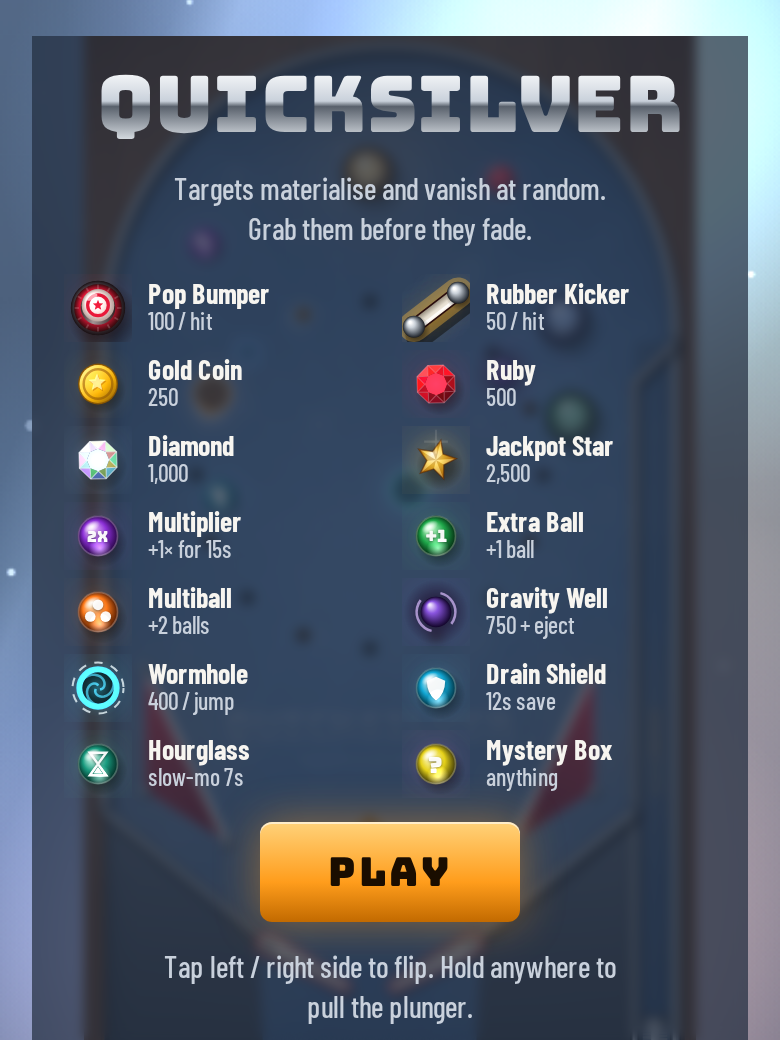 QUICKSILVER
Targets materialise and vanish at random.
Grab them before they fade.
Pop Bumper
100 / hit
Rubber Kicker
50 / hit
Gold Coin
250
Ruby
500
Diamond
1,000
Jackpot Star
2,500
2X
Multiplier
+1× for 15s
+1
Extra Ball
+1 ball
Multiball
+2 balls
Gravity Well
750 + eject
Wormhole
400 / jump
Drain Shield
12s save
Hourglass
slow-mo 7s
?
Mystery Box
anything
PLAY
Tap left / right side to flip. Hold anywhere to
pull the plunger.